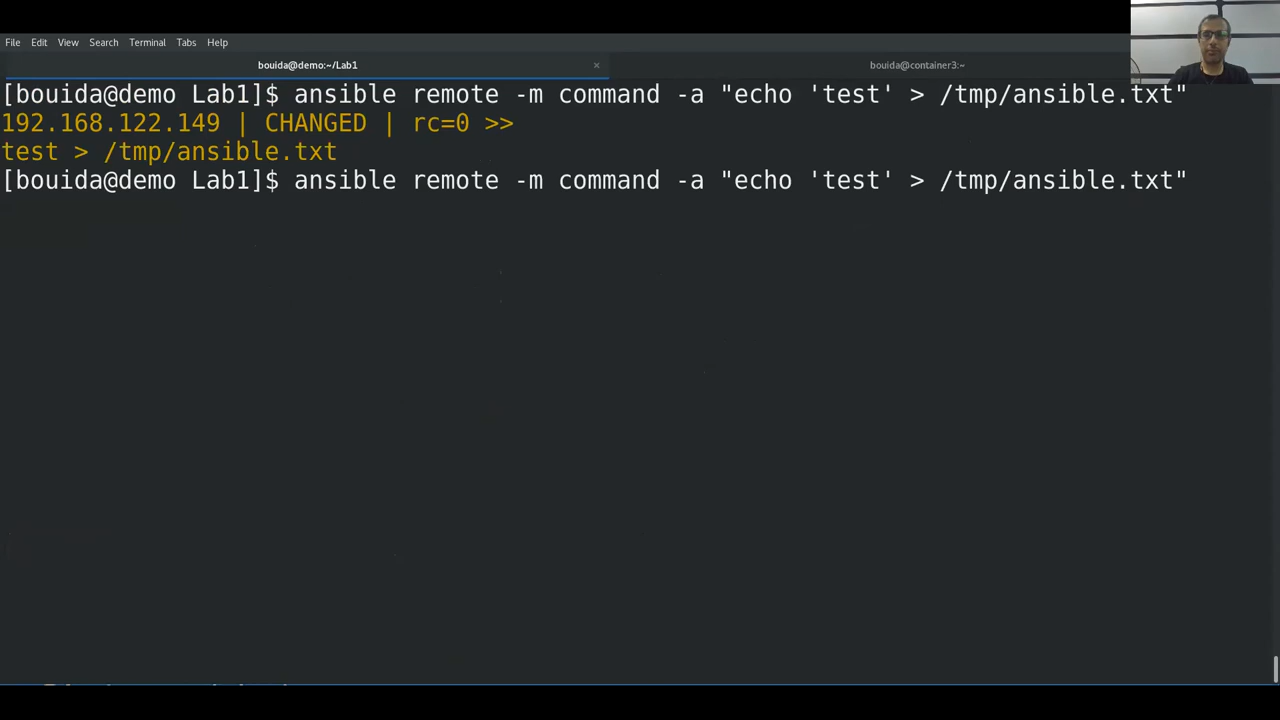 File Edit View Search Terminal Tabs Help
bouida@demo:~/Lab1 × bouida@container3:~
[bouida@demo Lab1]$ ansible remote -m command -a "echo 'test' > /tmp/ansible.txt"
192.168.122.149 | CHANGED | rc=0 >>
test > /tmp/ansible.txt
[bouida@demo Lab1]$ ansible remote -m command -a "echo 'test' > /tmp/ansible.txt"